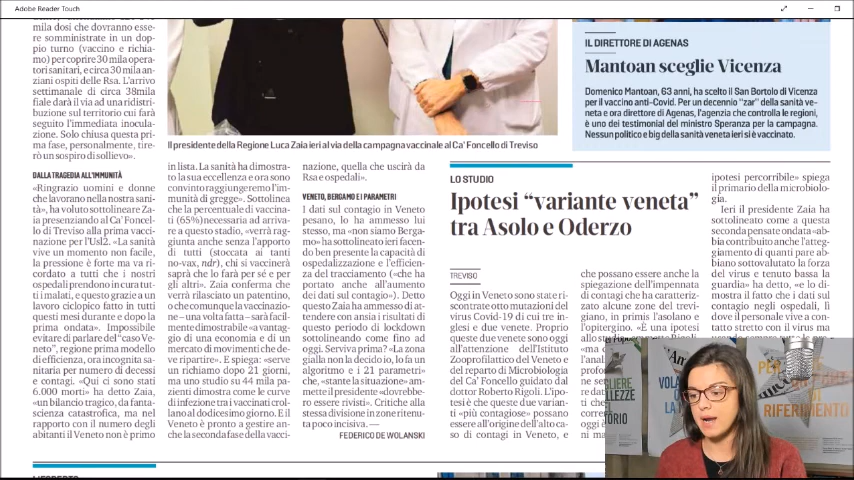 Adobe Reader Touch
mila dosi che dovranno esse-
re somministrate in un dop-
pio turno (vaccino e richia-
mo) per coprire 30 mila opera-
tori sanitari, e circa 30 mila an-
ziani ospiti delle Rsa. L'arrivo
settimanale di circa 38mila
fiale darà il via ad una ridistri-
buzione sul territorio cui farà
seguito l'immediata inocula-
zione. Solo chiusa questa pri-
ma fase, personalmente, tire-
rò un sospiro di sollievo».
DALLA TRAGEDIA ALL'IMMUNITÀ
«Ringrazio uomini e donne
che lavorano nella nostra sani-
tà», ha voluto sottolineare Za-
ia presenziando al Ca' Foncel-
lo di Treviso alla prima vacci-
nazione per l'Usl2. «La sanità
vive un momento non facile,
la pressione è forte ma va ri-
cordato a tutti che i nostri
ospedali prendono in cura tut-
ti i malati, e questo grazie a un
lavoro ciclopico fatto in tutti
questi mesi durante e dopo la
prima ondata». Impossibile
evitare di parlare del "caso Ve-
neto", regione prima modello
di efficienza, ora incognita sa-
nitaria per numero di decessi
e contagi. «Qui ci sono stati
6.000 morti» ha detto Zaia,
«un bilancio tragico, da fanta-
scienza catastrofica, ma nel
rapporto con il numero degli
abitanti il Veneto non è primo
Il presidente della Regione Luca Zaia ieri al via della campagna vaccinale al Ca' Foncello di Treviso
in lista. La sanità ha dimostra-
to la sua eccellenza e ora sono
convinto raggiungeremo l'im-
munità di gregge». Sottolinea
che la percentuale di vaccina-
ti (65%) necessaria ad arriva-
re a questo stadio, «verrà rag-
giunta anche senza l'apporto
di tutti (stoccata ai tanti
no-vax, ndr), chi si vaccinerà
saprà che lo farà per sé e per
gli altri». Zaia conferma che
verrà rilasciato un patentino,
«che comunque la vaccinazio-
ne – una volta fatta – sarà facil-
mente dimostrabile «a vantag-
gio di una economia e di un
mercato di movimenti che de-
ve ripartire». E spiega: «serve
un richiamo dopo 21 giorni,
ma uno studio su 44 mila pa-
zienti dimostra come le curve
di infezione tra i vaccinati crol-
lano al dodicesimo giorno. E il
Veneto è pronto a gestire an-
che la seconda fase della vacci-
nazione, quella che uscirà da
Rsa e ospedali».
VENETO, BERGAMO E I PARAMETRI
I dati sul contagio in Veneto
pesano, lo ha ammesso lui
stesso, ma «non siamo Berga-
mo» ha sottolineato ieri facen-
do ben presente la capacità di
ospedalizzazione e l'efficien-
za del tracciamento («che ha
portato anche all'aumento
dei dati sul contagio»). Detto
questo Zaia ha ammesso di at-
tendere con ansia i risultati di
questo periodo di lockdown
sottolineando come fino ad
oggi. Serviva prima? «La zona
gialla non la decido io, lo fa un
algoritmo e i 21 parametri»
che, «stante la situazione» am-
mette il presidente «dovrebbe-
ro essere rivisti». Critiche alla
stessa divisione in zone ritenu-
ta poco incisiva. —
FEDERICO DE WOLANSKI
IL DIRETTORE DI AGENAS
Mantoan sceglie Vicenza
Domenico Mantoan, 63 anni, ha scelto il San Bortolo di Vicenza
per il vaccino anti-Covid. Per un decennio "zar" della sanità ve-
neta e ora direttore di Agenas, l'agenzia che controlla le regioni,
è uno dei testimonial del ministro Speranza per la campagna.
Nessun politico e big della sanità veneta ieri si è vaccinato.
LO STUDIO
Ipotesi “variante veneta”
tra Asolo e Oderzo
TREVISO
Oggi in Veneto sono state ri-
scontrate otto mutazioni del
virus Covid-19 di cui tre in-
glesi e due venete. Proprio
queste due venete sono ieri
all'attenzione dell'Istituto
Zooprofilattico del Veneto e
del reparto di Microbiologia
del Ca' Foncello guidato dal
dottor Roberto Rigoli. L'ipo-
tesi è che queste due varian-
ti «più contagiose» possano
essere all'origine dell'alto ca-
so di contagi in Veneto, e
che possano essere anche la
spiegazione dell'impennata
di contagi che ha caratteriz-
zato alcune zone del trevi-
giano, in primis l'asolano e
l'opitergino. «È una ipotesi
ipotesi percorribile» spiega
il primario della microbiolo-
gia.
Ieri il presidente Zaia ha
sottolineato come a questa
seconda pensate ondata «ab-
bia contribuito anche l'atteg-
giamento di quanti pare ab-
biano sottovalutato la forza
del virus e tenuto bassa la
guardia» ha detto, «e lo di-
mostra il fatto che i dati sul
contagio negli ospedali, lì
dove il personale vive a con-
tatto stretto con il virus ma
RIFERIMENTO